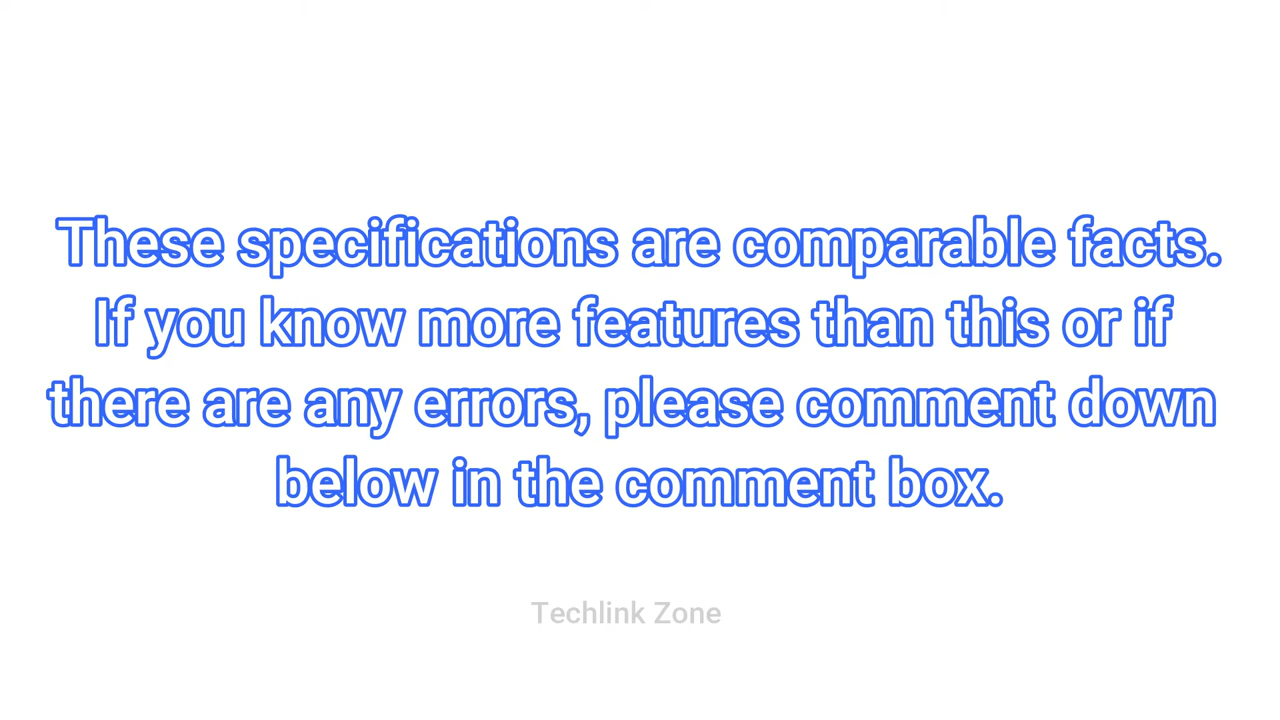 These specifications are comparable facts.
If you know more features than this or if
there are any errors, please comment down
below in the comment box.
Techlink Zone